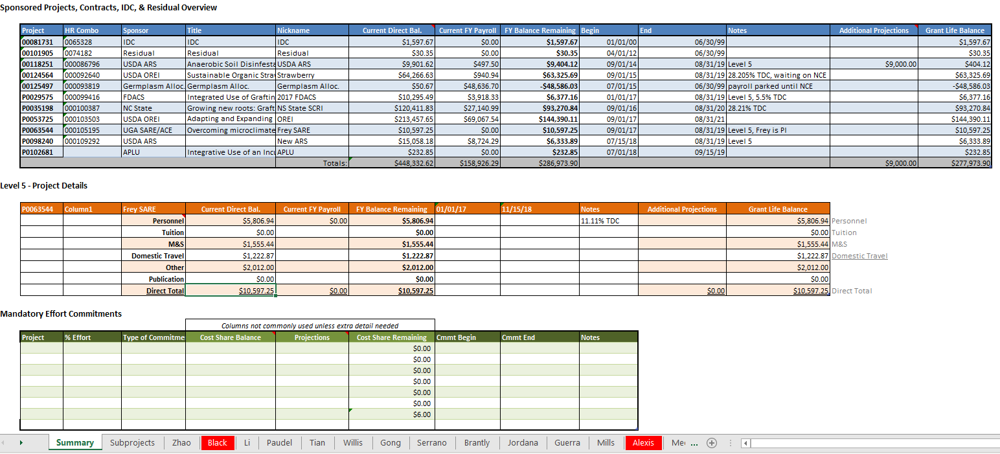 Sponsored Projects, Contracts, IDC, & Residual Overview
Project HR Combo Sponsor Title Nickname Current Direct Bal. Current FY Payroll FY Balance Remaining Begin End Notes Additional Projections Grant Life Balance
00081731 0065328 IDC IDC IDC $1,597.67 $0.00 $1,597.67 01/01/00 06/30/99 $1,597.67
00101905 0074182 Residual Residual Residual $30.35 $0.00 $30.35 04/01/12 06/30/99 $30.35
00118251 000086796 USDA ARS Anaerobic Soil Disinfesta USDA ARS $9,901.62 $497.50 $9,404.12 09/01/14 08/31/19 Level 5 $9,000.00 $404.12
00124564 000092640 USDA OREI Sustainable Organic Stra Strawberry $64,266.63 $940.94 $63,325.69 09/01/15 08/31/19 28.205% TDC, waiting on NCE $63,325.69
00125497 000093819 Germplasm Alloc. Germplasm Alloc. Germplasm Alloc. $50.67 $48,636.70 -$48,586.03 07/01/15 06/30/99 payroll parked until NCE -$48,586.03
P0029575 000099416 FDACS Integrated Use of Graftin 2017 FDACS $10,295.49 $3,918.33 $6,377.16 01/01/17 08/31/19 Level 5, 5.5% TDC $6,377.16
P0035198 000100387 NC State Growing new roots: Graft NS State SCRI $120,411.83 $27,140.99 $93,270.84 09/01/16 08/31/20 28.21% TDC $93,270.84
P0053725 000103503 USDA OREI Adapting and Expanding OREI $213,457.65 $69,067.54 $144,390.11 09/01/17 08/31/21 $144,390.11
P0063544 000105195 UGA SARE/ACE Overcoming microclimate Frey SARE $10,597.25 $0.00 $10,597.25 09/01/17 08/31/19 Level 5, Frey is PI $10,597.25
P0098240 000109292 USDA ARS New ARS $15,058.18 $8,724.29 $6,333.89 07/15/18 08/31/19 Level 5 $6,333.89
P0102681 APLU Integrative Use of an Incu APLU $232.85 $0.00 $232.85 07/01/18 09/15/19 $232.85
Totals: $448,332.62 $158,926.29 $286,973.90 $9,000.00 $277,973.90
Level 5 - Project Details
P0063544 Column1 Frey SARE Current Direct Bal. Current FY Payroll FY Balance Remaining 01/01/17 11/15/18 Notes Additional Projections Grant Life Balance
Personnel $5,806.94 $0.00 $5,806.94 11.11% TDC $5,806.94 Personnel
Tuition $0.00 $0.00 $0.00 Tuition
M&S $1,555.44 $1,555.44 $1,555.44 M&S
Domestic Travel $1,222.87 $1,222.87 $1,222.87 Domestic Travel
Other $2,012.00 $2,012.00 $2,012.00
Publication $0.00 $0.00 $0.00
Direct Total $10,597.25 $0.00 $10,597.25 $0.00 $10,597.25 Direct Total
Mandatory Effort Commitments
Columns not commonly used unless extra detail needed
Project % Effort Type of Commitme Cost Share Balance Projections Cost Share Remaining Cmmt Begin Cmmt End Notes
$0.00
$0.00
$0.00
$0.00
$0.00
$0.00
$6.00
Summary Subprojects Zhao Black Li Paudel Tian Willis Gong Serrano Brantly Jordana Guerra Mills Alexis ...